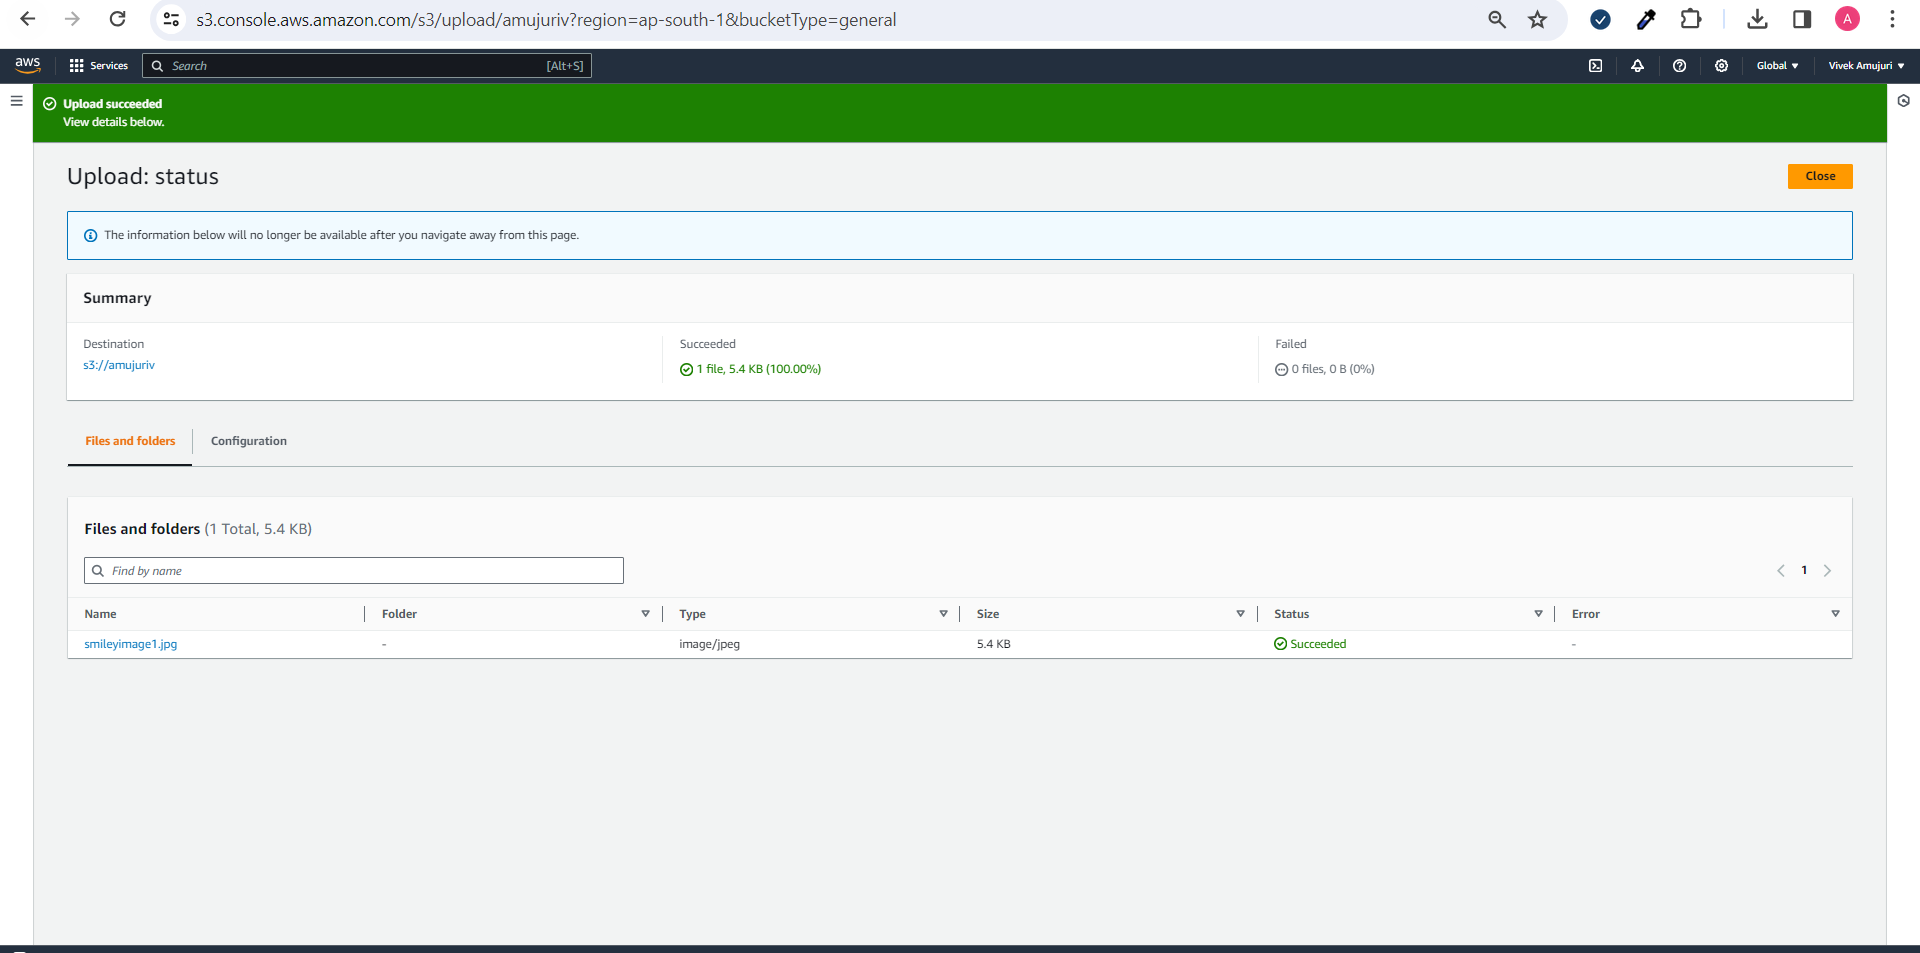 s3.console.aws.amazon.com/s3/upload/amujuriv?region=ap-south-1&bucketType=general
A
aws
Services
Search
[Alt+S]
Global
Vivek Amujuri
Upload succeeded
View details below.
Upload: status
Close
The information below will no longer be available after you navigate away from this page.
Summary
Destination
s3://amujuriv
Succeeded
1 file, 5.4 KB (100.00%)
Failed
0 files, 0 B (0%)
Files and folders
Configuration
Files and folders (1 Total, 5.4 KB)
Find by name
1
Name Folder Type Size Status Error
smileyimage1.jpg - image/jpeg 5.4 KB Succeeded -